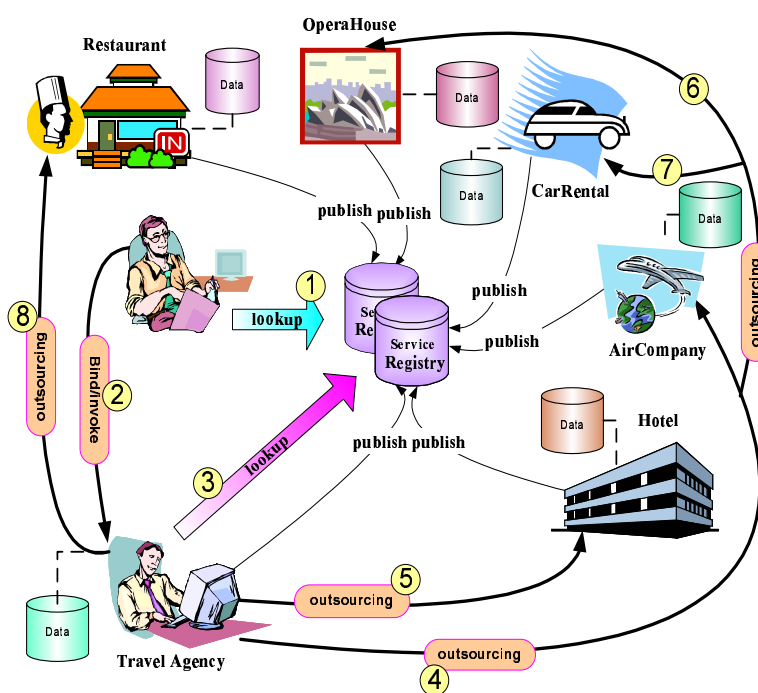 OperaHouse
Restaurant
Data
Data
6
IN
7
Data
CarRental
Data
publish
publish
1
8
lookup
publish
outsourcing
Se
Re
Service
Registry
publish
AirCompany
outsourcing
Bind/invoke
2
Data
Hotel
publish
publish
lookup
3
5
outsourcing
Data
outsourcing
Travel Agency
4